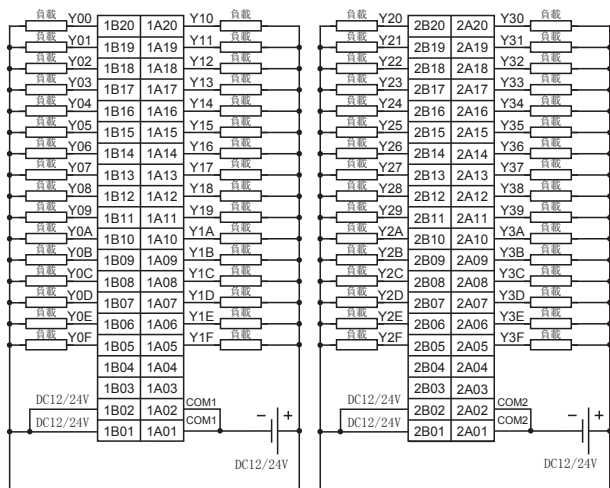 負載 Y00 1B20 1A20 Y10 負載 負載 Y20 2B20 2A20 Y30 負載
負載 Y01 1B19 1A19 Y11 負載 負載 Y21 2B19 2A19 Y31 負載
負載 Y02 1B18 1A18 Y12 負載 負載 Y22 2B18 2A18 Y32 負載
負載 Y03 1B17 1A17 Y13 負載 負載 Y23 2B17 2A17 Y33 負載
負載 Y04 1B16 1A16 Y14 負載 負載 Y24 2B16 2A16 Y34 負載
負載 Y05 1B15 1A15 Y15 負載 負載 Y25 2B15 2A15 Y35 負載
負載 Y06 1B14 1A14 Y16 負載 負載 Y26 2B14 2A14 Y36 負載
負載 Y07 1B13 1A13 Y17 負載 負載 Y27 2B13 2A13 Y37 負載
負載 Y08 1B12 1A12 Y18 負載 負載 Y28 2B12 2A12 Y38 負載
負載 Y09 1B11 1A11 Y19 負載 負載 Y29 2B11 2A11 Y39 負載
負載 Y0A 1B10 1A10 Y1A 負載 負載 Y2A 2B10 2A10 Y3A 負載
負載 Y0B 1B09 1A09 Y1B 負載 負載 Y2B 2B09 2A09 Y3B 負載
負載 Y0C 1B08 1A08 Y1C 負載 負載 Y2C 2B08 2A08 Y3C 負載
負載 Y0D 1B07 1A07 Y1D 負載 負載 Y2D 2B07 2A07 Y3D 負載
負載 Y0E 1B06 1A06 Y1E 負載 負載 Y2E 2B06 2A06 Y3E 負載
負載 Y0F 1B05 1A05 Y1F 負載 負載 Y2F 2B05 2A05 Y3F 負載
1B04 1A04 2B04 2A04
1B03 1A03 2B03 2A03
DC12/24V 1B02 1A02 COM1 DC12/24V 2B02 2A02 COM2
DC12/24V 1B01 1A01 COM1 − + DC12/24V 2B01 2A01 COM2 − +
DC12/24V DC12/24V